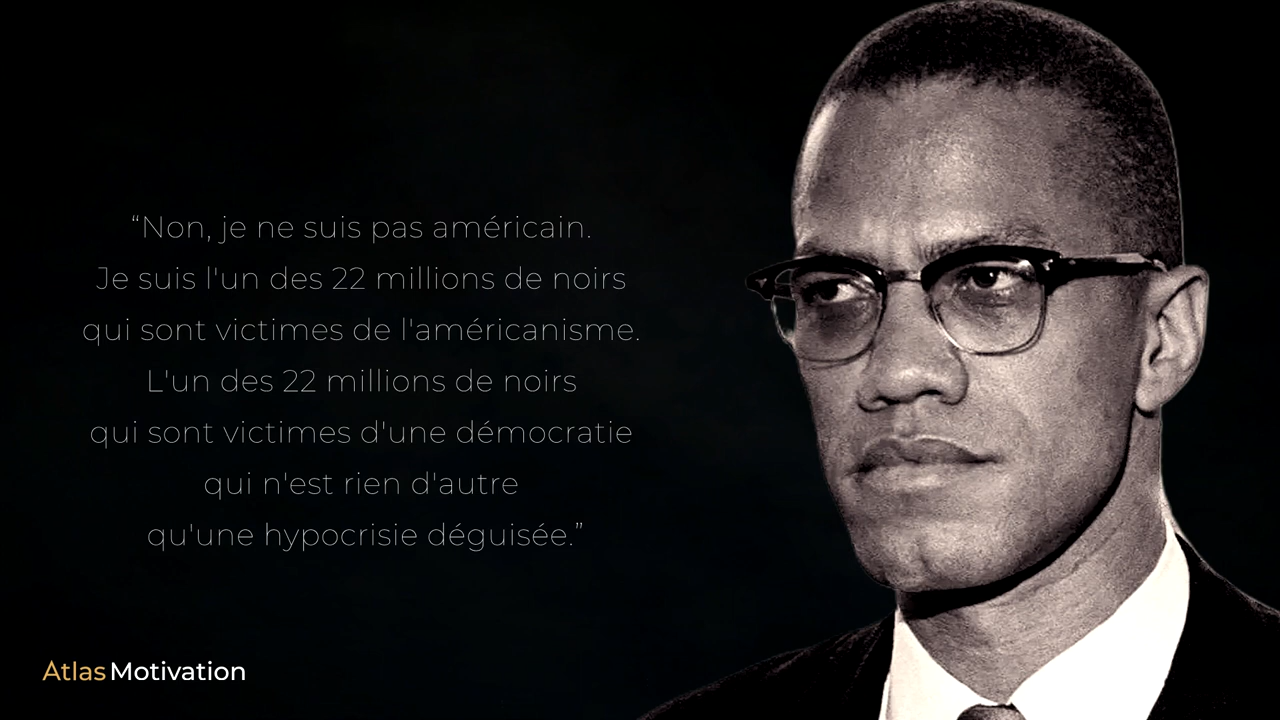 “Non, je ne suis pas américain.
Je suis l'un des 22 millions de noirs
qui sont victimes de l'américanisme.
L'un des 22 millions de noirs
qui sont victimes d'une démocratie
qui n'est rien d'autre
qu'une hypocrisie déguisée.”
Atlas Motivation